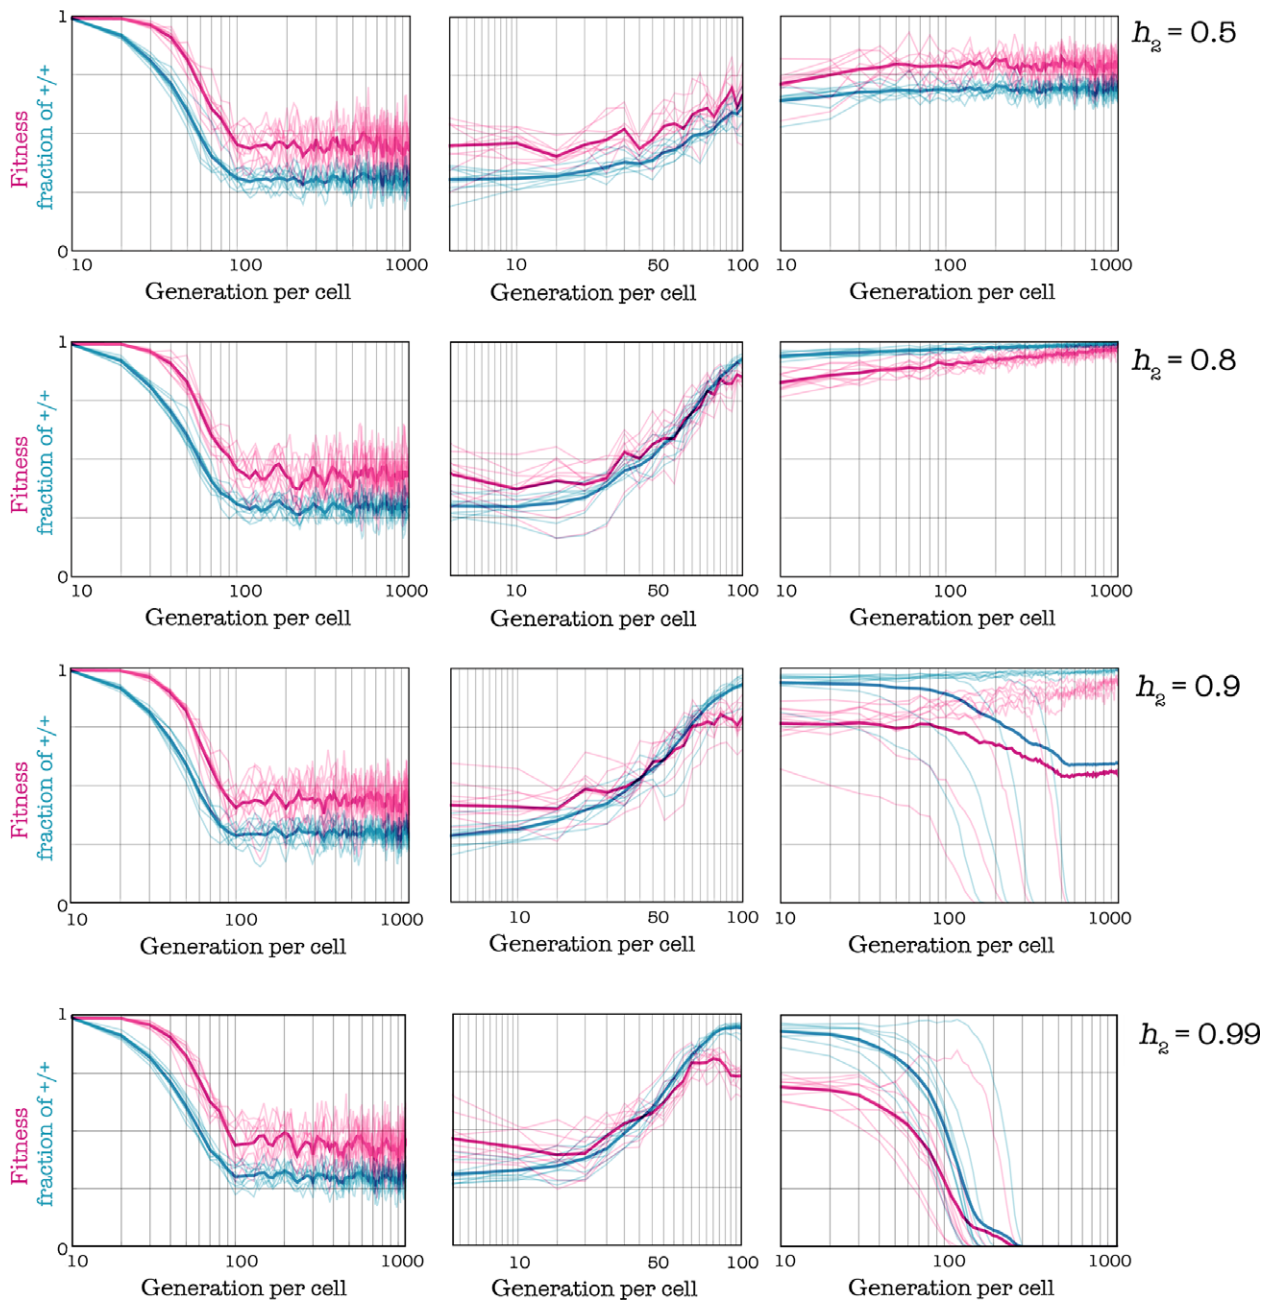 1
h₂ = 0.5
Fitness
fraction of +/+
0
10 100 1000
10 50 100
10 100 1000
Generation per cell
Generation per cell
Generation per cell
1
h₂ = 0.8
Fitness
fraction of +/+
0
10 100 1000
10 50 100
10 100 1000
Generation per cell
Generation per cell
Generation per cell
1
h₂ = 0.9
Fitness
fraction of +/+
0
10 100 1000
10 50 100
10 100 1000
Generation per cell
Generation per cell
Generation per cell
1
h₂ = 0.99
Fitness
fraction of +/+
0
10 100 1000
10 50 100
10 100 1000
Generation per cell
Generation per cell
Generation per cell